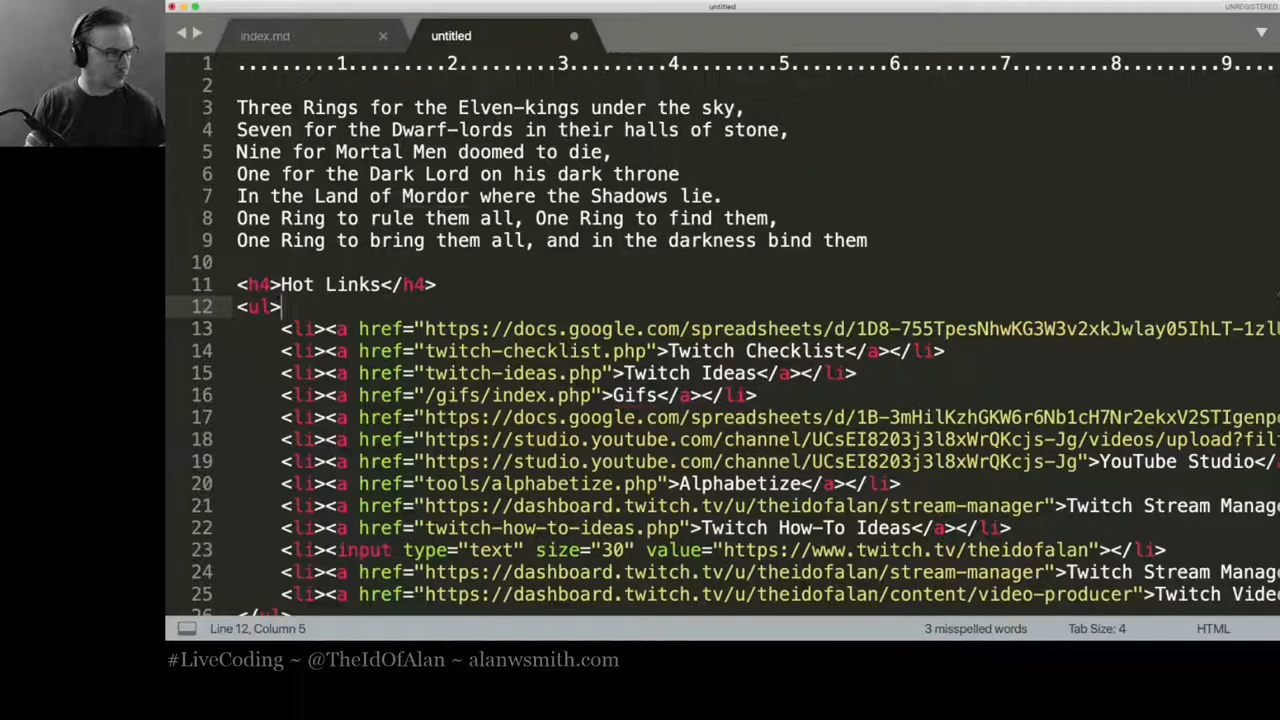 untitled
UNREGISTERED
index.md
untitled
1 .........1.........2.........3.........4.........5.........6.........7.........8.........9....
2
3 Three Rings for the Elven-kings under the sky,
4 Seven for the Dwarf-lords in their halls of stone,
5 Nine for Mortal Men doomed to die,
6 One for the Dark Lord on his dark throne
7 In the Land of Mordor where the Shadows lie.
8 One Ring to rule them all, One Ring to find them,
9 One Ring to bring them all, and in the darkness bind them
10
11 <h4>Hot Links</h4>
12 <ul>
13 <li><a href="https://docs.google.com/spreadsheets/d/1D8-755TpesNhwKG3W3v2xkJwlay05IhLT-1zlU
14 <li><a href="twitch-checklist.php">Twitch Checklist</a></li>
15 <li><a href="twitch-ideas.php">Twitch Ideas</a></li>
16 <li><a href="/gifs/index.php">Gifs</a></li>
17 <li><a href="https://docs.google.com/spreadsheets/d/1B-3mHilKzhGKW6r6Nb1cH7Nr2ekxV2STIgenp
18 <li><a href="https://studio.youtube.com/channel/UCsEI8203j3l8xWrQKcjs-Jg/videos/upload?fil
19 <li><a href="https://studio.youtube.com/channel/UCsEI8203j3l8xWrQKcjs-Jg">YouTube Studio</
20 <li><a href="tools/alphabetize.php">Alphabetize</a></li>
21 <li><a href="https://dashboard.twitch.tv/u/theidofalan/stream-manager">Twitch Stream Manag
22 <li><a href="twitch-how-to-ideas.php">Twitch How-To Ideas</a></li>
23 <li><input type="text" size="30" value="https://www.twitch.tv/theidofalan"></li>
24 <li><a href="https://dashboard.twitch.tv/u/theidofalan/stream-manager">Twitch Stream Manag
25 <li><a href="https://dashboard.twitch.tv/u/theidofalan/content/video-producer">Twitch Vide
26 </ul>
Line 12, Column 5
3 misspelled words
Tab Size: 4
HTML
#LiveCoding ~ @TheIdOfAlan ~ alanwsmith.com